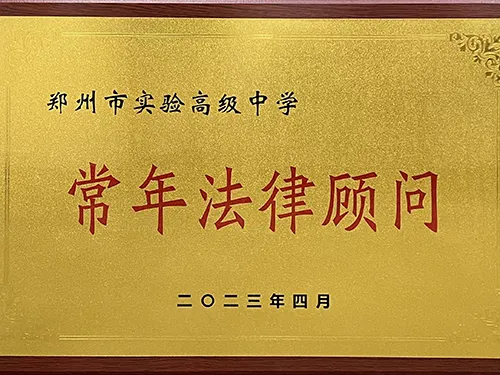 郑州市实验高级中学
常年法律顾问
二〇二三年四月